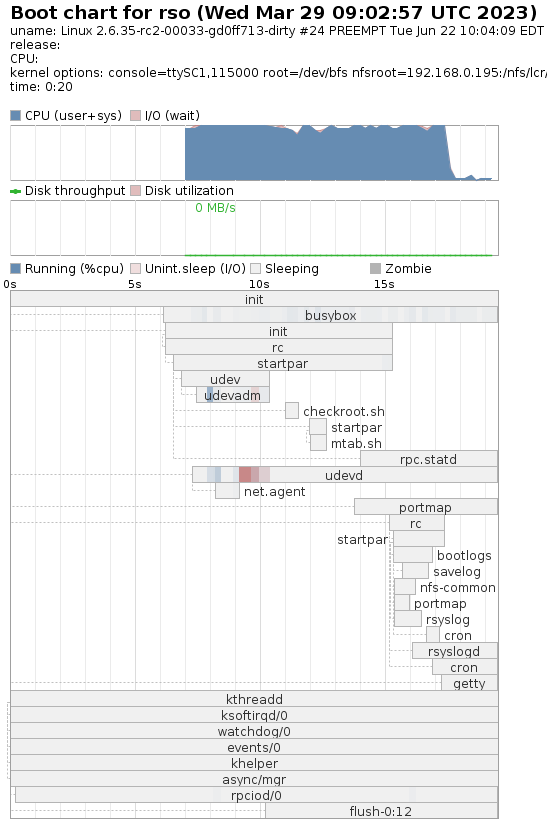 Boot chart for rso (Wed Mar 29 09:02:57 UTC 2023)
uname: Linux 2.6.35-rc2-00033-gd0ff713-dirty #24 PREEMPT Tue Jun 22 10:04:09 EDT
release:
CPU:
kernel options: console=ttySC1,115000 root=/dev/bfs nfsroot=192.168.0.195:/nfs/lcr/
time: 0:20
CPU (user+sys) I/O (wait)
Disk throughput Disk utilization
0 MB/s
Running (%cpu) Unint.sleep (I/O) Sleeping Zombie
0s 5s 10s 15s
init
busybox
init
rc
startpar
udev
udevadm
checkroot.sh
startpar
mtab.sh
rpc.statd
udevd
net.agent
portmap
rc
startpar
bootlogs
savelog
nfs-common
portmap
rsyslog
cron
rsyslogd
cron
getty
kthreadd
ksoftirqd/0
watchdog/0
events/0
khelper
async/mgr
rpciod/0
flush-0:12